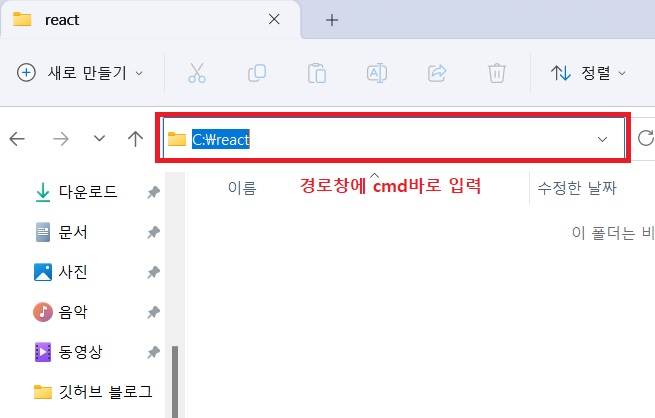 react
새로 만들기
정렬
C:₩react
이름
경로창에 cmd바로 입력
수정한 날짜
다운로드
이 폴더는 비
문서
사진
음악
동영상
깃허브 블로그